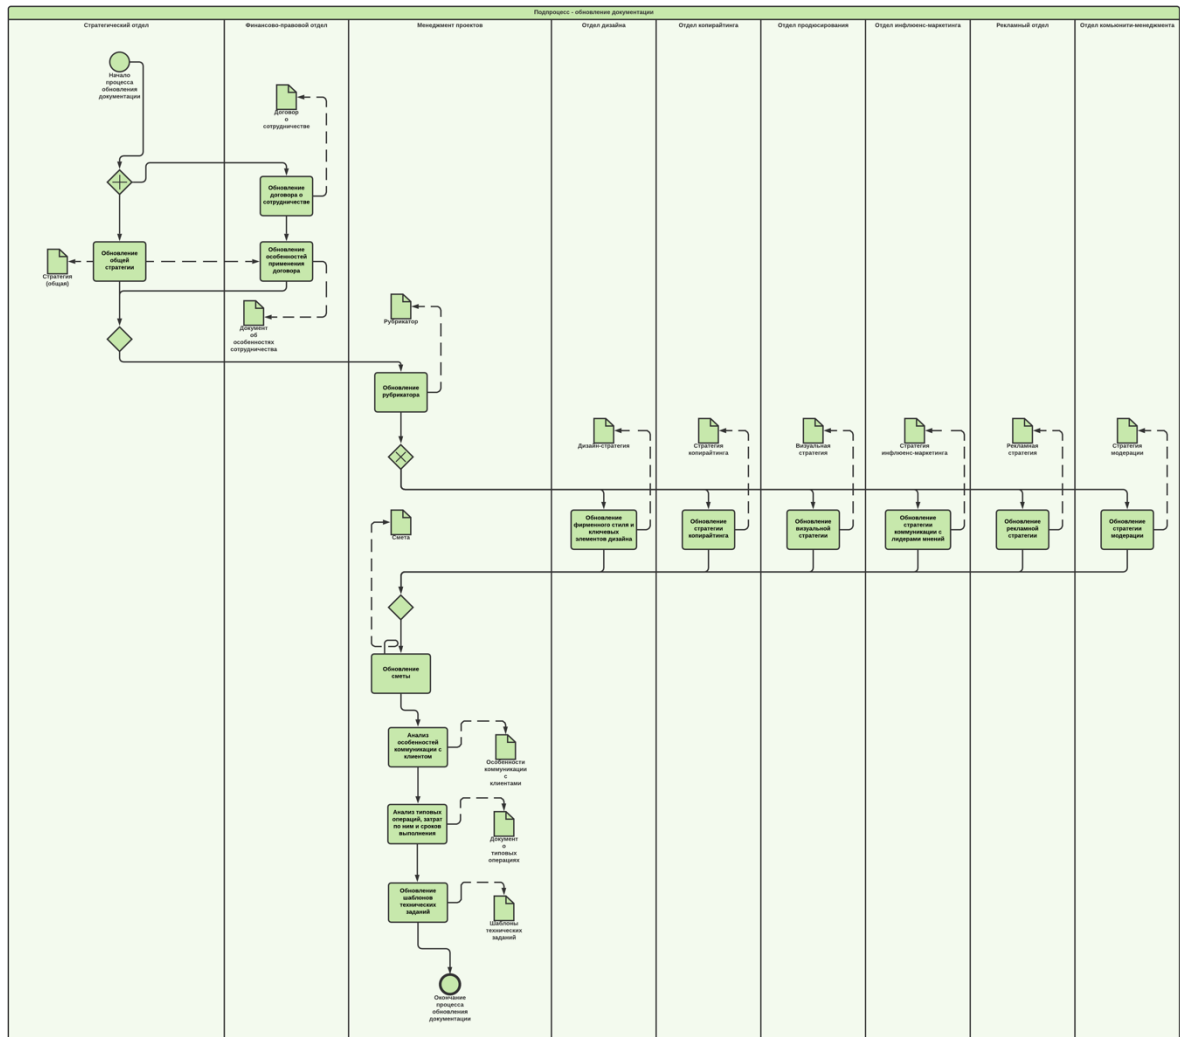 Подпроцесс - обновление документации
Стратегический отдел
Финансово-правовой отдел
Менеджмент проектов
Отдел дизайна
Отдел копирайтинга
Отдел продюсирования
Отдел инфлюенс-маркетинга
Рекламный отдел
Отдел комьюнити-менеджмента
Начало
процесса
обновления
документации
Договор
о
сотрудничестве
Обновление
договора о
сотрудничестве
Стратегия
(общая)
Обновление
общей
стратегии
Обновление
особенностей
применения
договора
Документ
об
особенностях
сотрудничества
Рубрикатор
Обновление
рубрикатора
Дизайн-стратегия
Стратегия
копирайтинга
Визуальная
стратегия
Стратегия
инфлюенс-маркетинга
Рекламная
стратегия
Стратегия
модерации
Смета
Обновление
фирменного стиля и
ключевых
элементов дизайна
Обновление
стратегии
копирайтинга
Обновление
визуальной
стратегии
Обновление
стратегии
коммуникации с
лидерами мнений
Обновление
рекламной
стратегии
Обновление
стратегии
модерации
Обновление
сметы
Анализ
особенностей
коммуникации с
клиентом
Особенности
коммуникации
с
клиентами
Анализ типовых
операций, затрат
по ним и сроков
выполнения
Документ
о
типовых
операциях
Обновление
шаблонов
технических
заданий
Шаблоны
технических
заданий
Окончание
процесса
обновления
документации